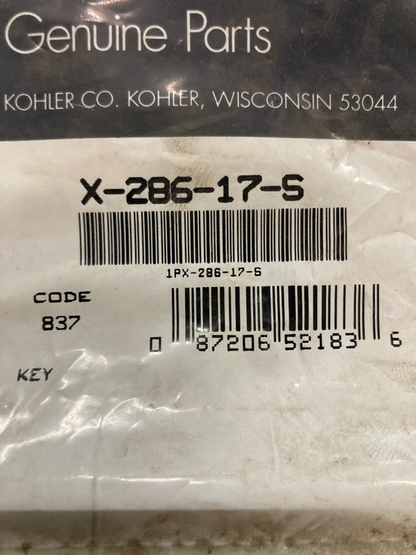 Genuine Parts
KOHLER CO. KOHLER, WISCONSIN 53044
X-286-17-S
1PX-286-17-S
CODE
837
0 87206 52183 6
KEY